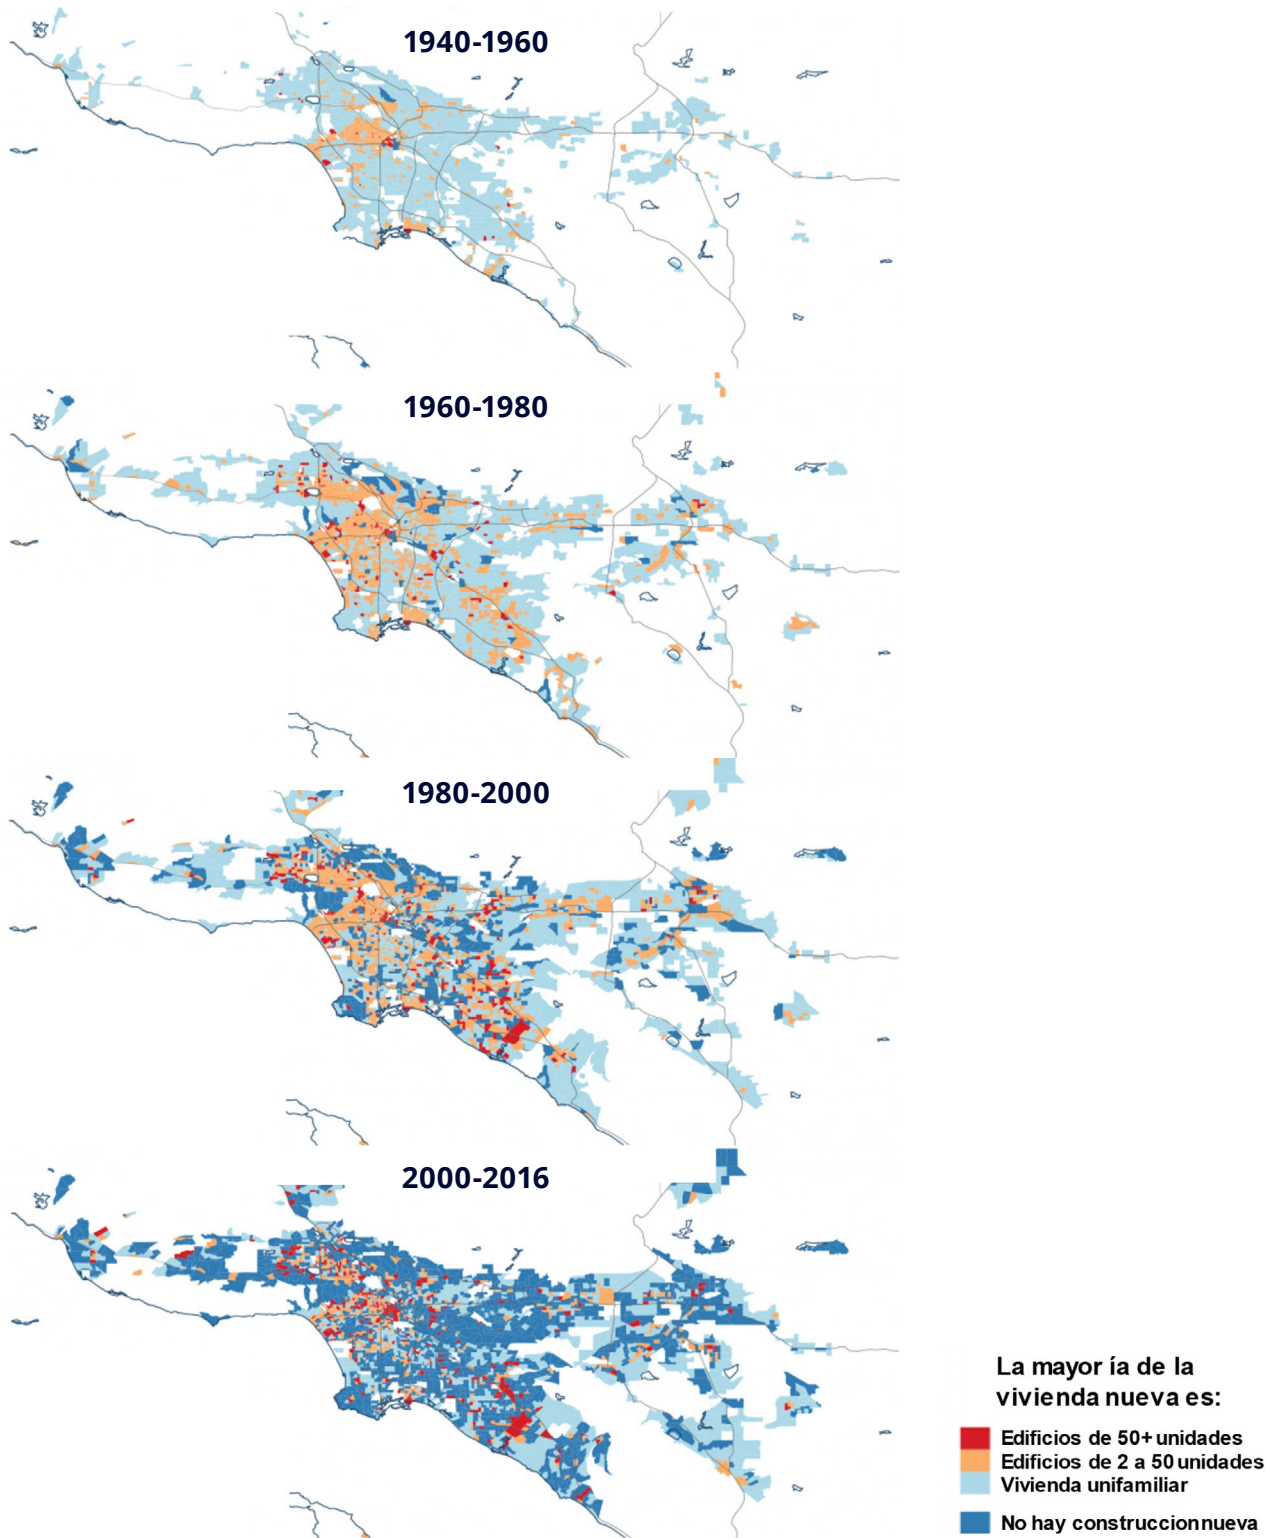 1940-1960
1960-1980
1980-2000
2000-2016
La mayor ía de la
vivienda nueva es:
Edificios de 50+ unidades
Edificios de 2 a 50 unidades
Vivienda unifamiliar
No hay construccion nueva